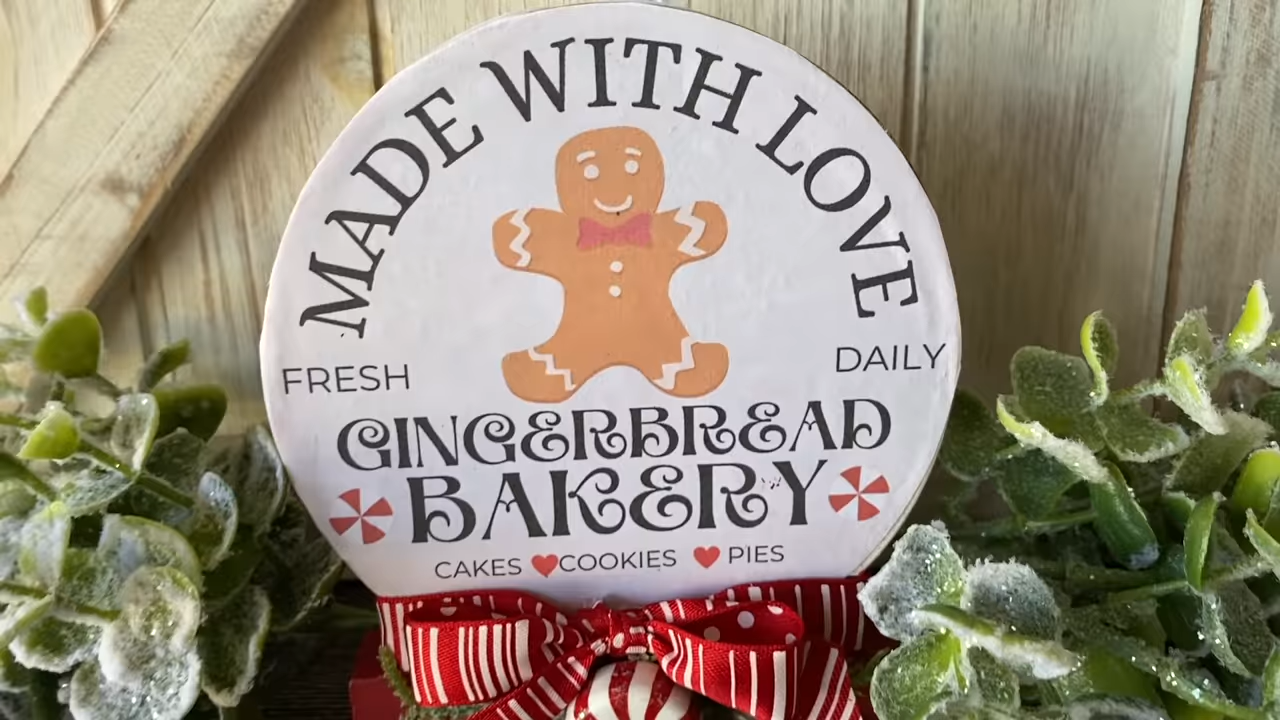 MADE WITH LOVE
FRESH
DAILY
GINGERBREAD
BAKERY
CAKES COOKIES PIES